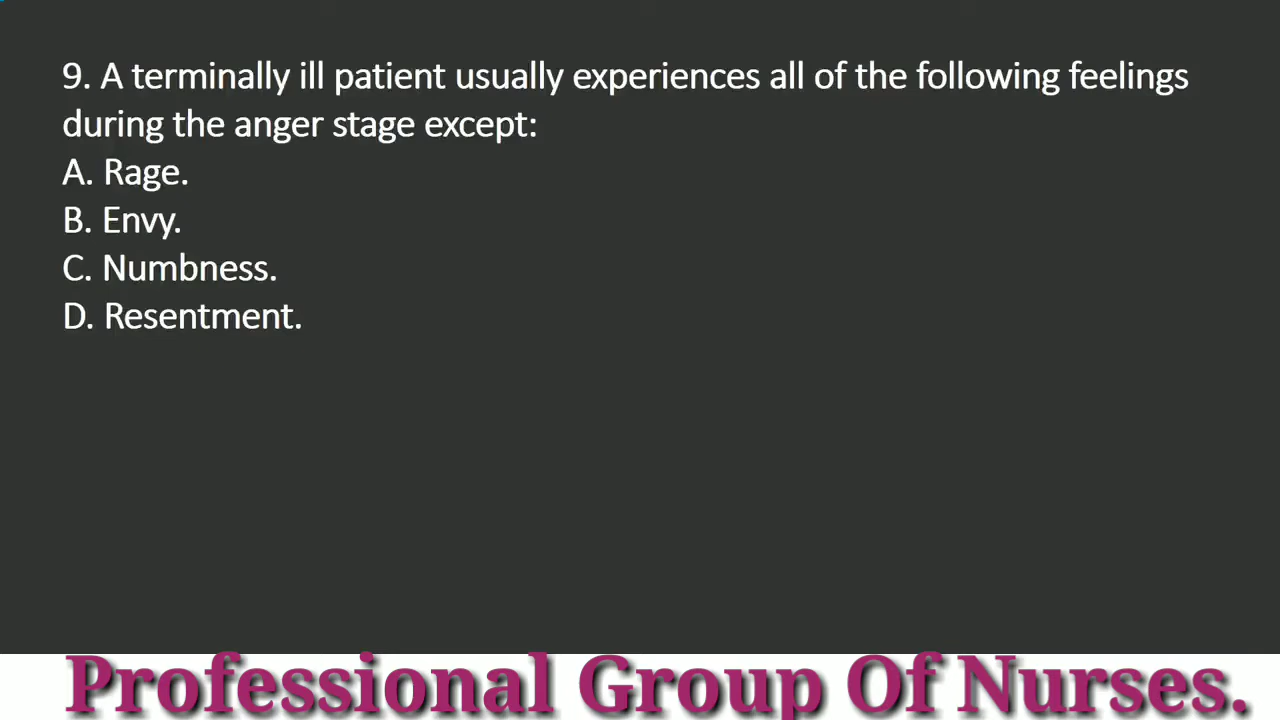 9. A terminally ill patient usually experiences all of the following feelings
during the anger stage except:
A. Rage.
B. Envy.
C. Numbness.
D. Resentment.
Professional Group Of Nurses.